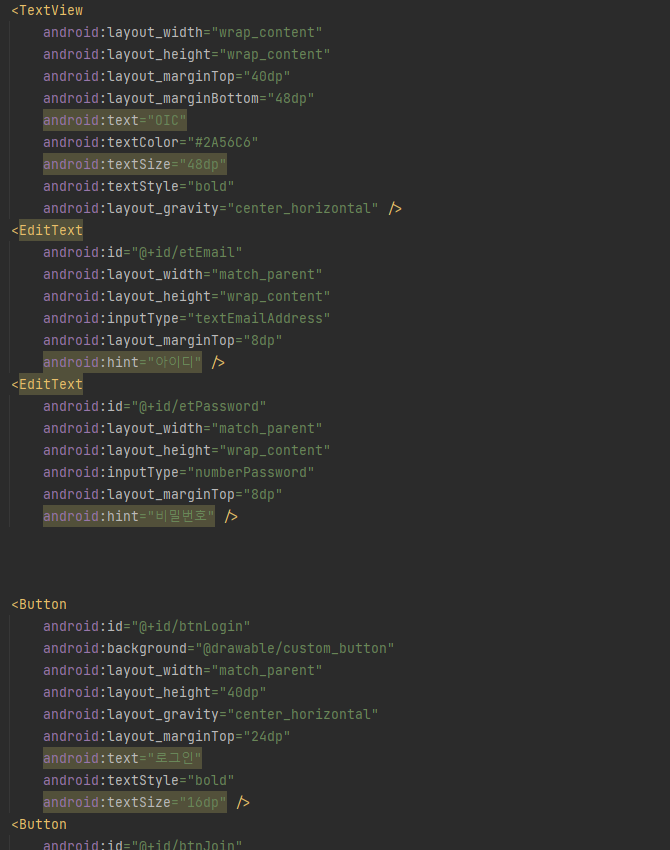 <TextView
android:layout_width="wrap_content"
android:layout_height="wrap_content"
android:layout_marginTop="40dp"
android:layout_marginBottom="48dp"
android:text="OIC"
android:textColor="#2A56C6"
android:textSize="48dp"
android:textStyle="bold"
android:layout_gravity="center_horizontal" />
<EditText
android:id="@+id/etEmail"
android:layout_width="match_parent"
android:layout_height="wrap_content"
android:inputType="textEmailAddress"
android:layout_marginTop="8dp"
android:hint="아이디" />
<EditText
android:id="@+id/etPassword"
android:layout_width="match_parent"
android:layout_height="wrap_content"
android:inputType="numberPassword"
android:layout_marginTop="8dp"
android:hint="비밀번호" />
<Button
android:id="@+id/btnLogin"
android:background="@drawable/custom_button"
android:layout_width="match_parent"
android:layout_height="40dp"
android:layout_gravity="center_horizontal"
android:layout_marginTop="24dp"
android:text="로그인"
android:textStyle="bold"
android:textSize="16dp" />
<Button
android:id="@+id/btnJoin"